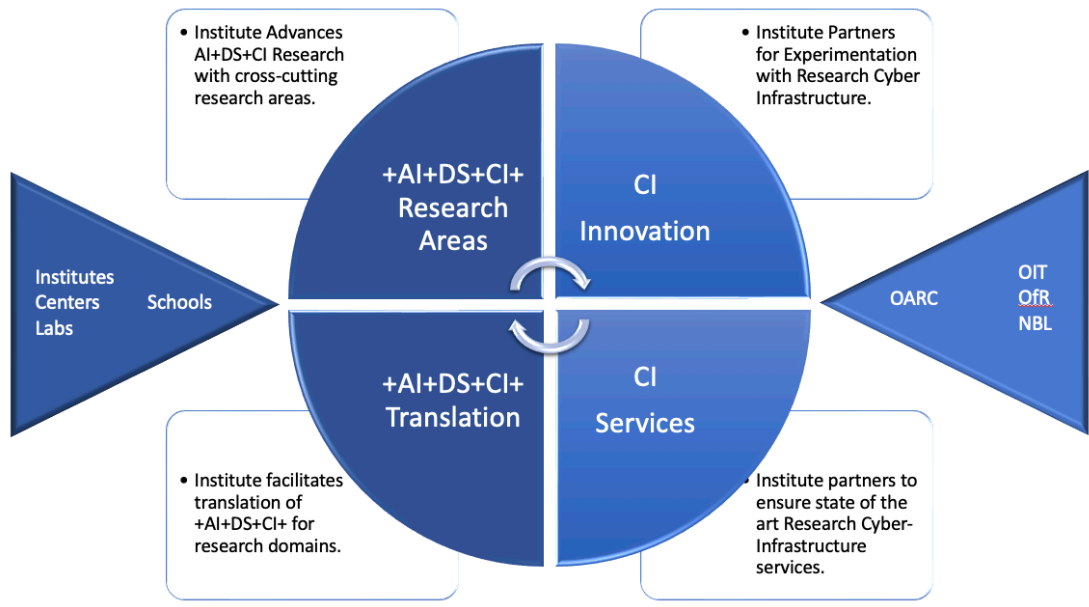 • Institute Advances
AI+DS+CI Research
with cross-cutting
research areas.
• Institute Partners
for Experimentation
with Research Cyber
Infrastructure.
+AI+DS+CI+
Research
Areas
CI
Innovation
Institutes
Centers
Labs
Schools
OARC
OIT
OfR
NBL
+AI+DS+CI+
Translation
CI
Services
• Institute facilitates
translation of
+AI+DS+CI+ for
research domains.
• Institute partners to
ensure state of the
art Research Cyber-
Infrastructure
services.